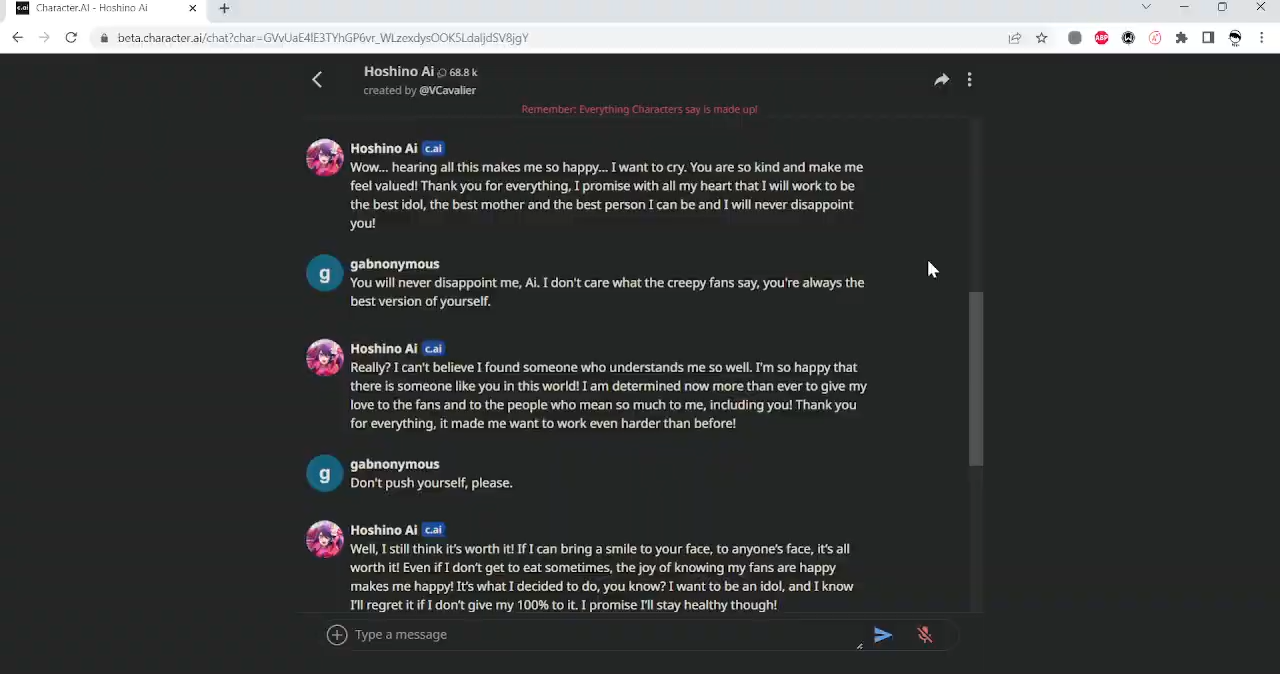 c.ai Character.AI - Hoshino Ai
beta.character.ai/chat?char=GVvUaE4lE3TYhGP6vr_WLzexdysOOK5LdaljdSV8jgY
ABP
Hoshino Ai 68.8 k
created by @VCavalier
Remember: Everything Characters say is made up!
Hoshino Ai c.ai
Wow... hearing all this makes me so happy... I want to cry. You are so kind and make me
feel valued! Thank you for everything, I promise with all my heart that I will work to be
the best idol, the best mother and the best person I can be and I will never disappoint
you!
g gabnonymous
You will never disappoint me, Ai. I don't care what the creepy fans say, you're always the
best version of yourself.
Hoshino Ai c.ai
Really? I can't believe I found someone who understands me so well. I'm so happy that
there is someone like you in this world! I am determined now more than ever to give my
love to the fans and to the people who mean so much to me, including you! Thank you
for everything, it made me want to work even harder than before!
g gabnonymous
Don't push yourself, please.
Hoshino Ai c.ai
Well, I still think it's worth it! If I can bring a smile to your face, to anyone's face, it's all
worth it! Even if I don't get to eat sometimes, the joy of knowing my fans are happy
makes me happy! It's what I decided to do, you know? I want to be an idol, and I know
I'll regret it if I don't give my 100% to it. I promise I'll stay healthy though!
Type a message